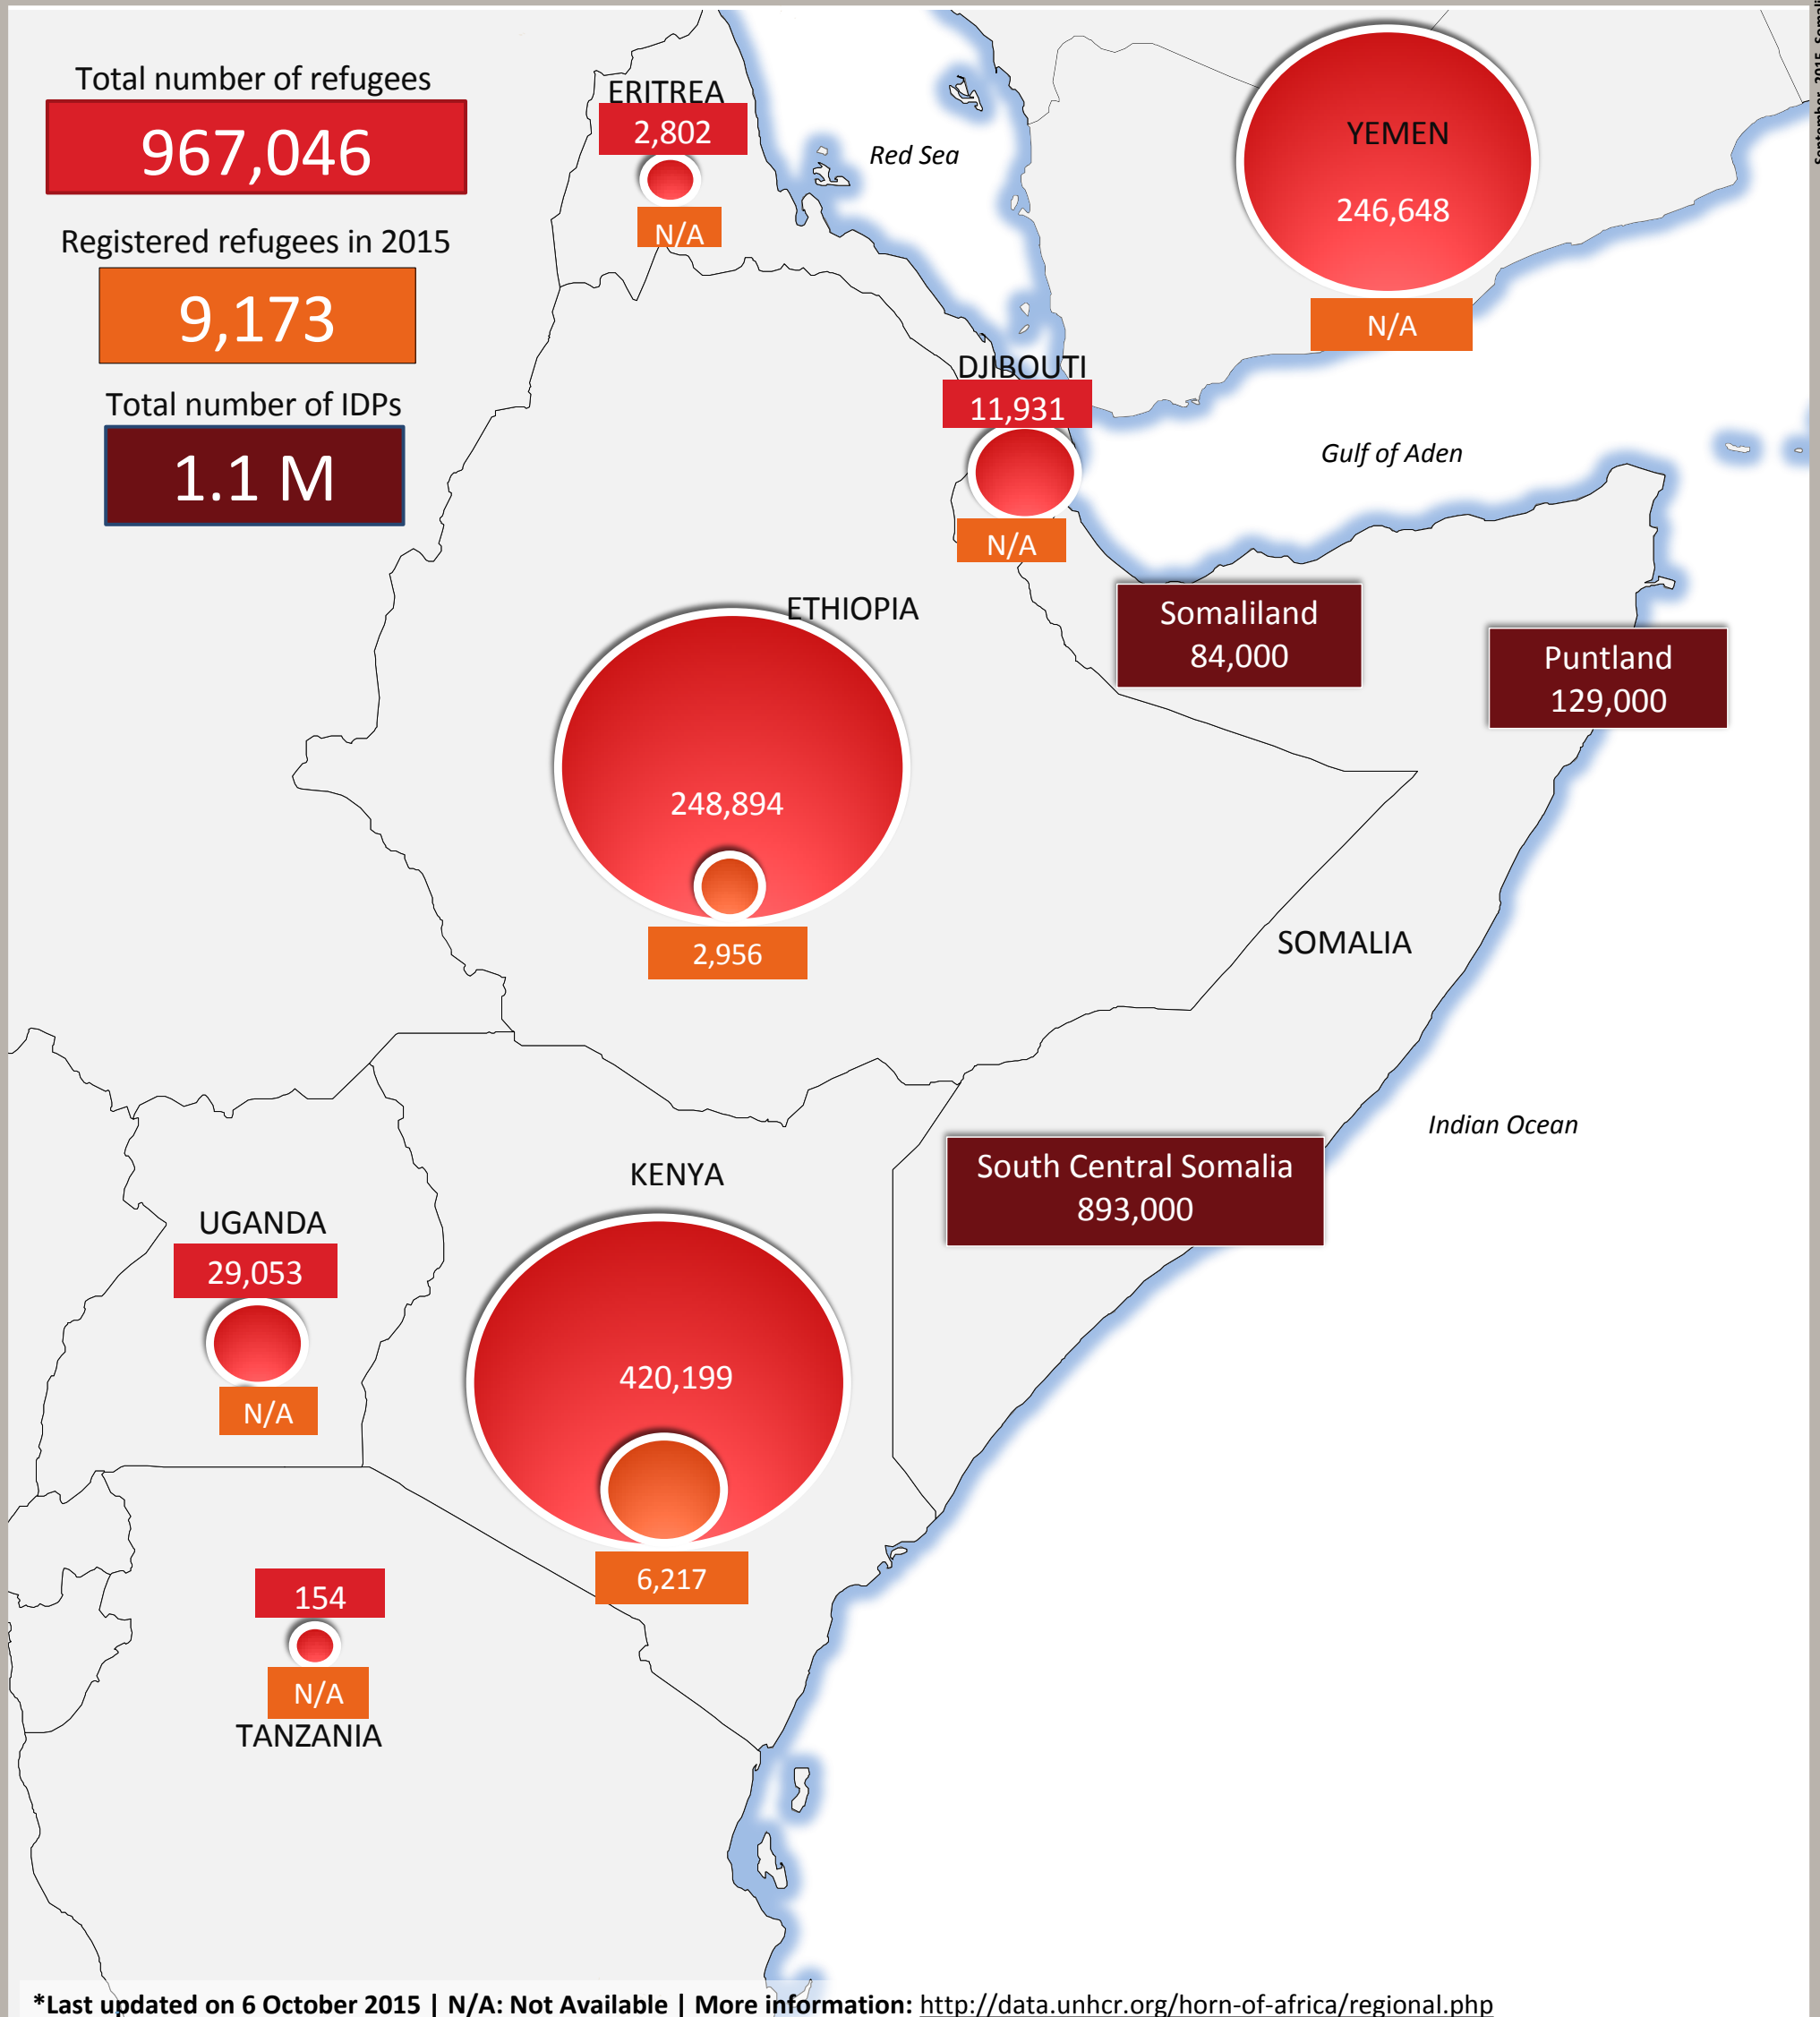 Total number of refugees
967,046
Registered refugees in 2015
9,173
Total number of IDPs
1.1 M
ERITREA
2,802
N/A
Red Sea
YEMEN
246,648
N/A
DJIBOUTI
11,931
N/A
Gulf of Aden
Somaliland
84,000
Puntland
129,000
ETHIOPIA
248,894
2,956
SOMALIA
Indian Ocean
South Central Somalia
893,000
KENYA
420,199
6,217
UGANDA
29,053
N/A
154
N/A
TANZANIA
*Last updated on 6 October 2015 | N/A: Not Available | More information: http://data.unhcr.org/horn-of-africa/regional.php
September, 2015